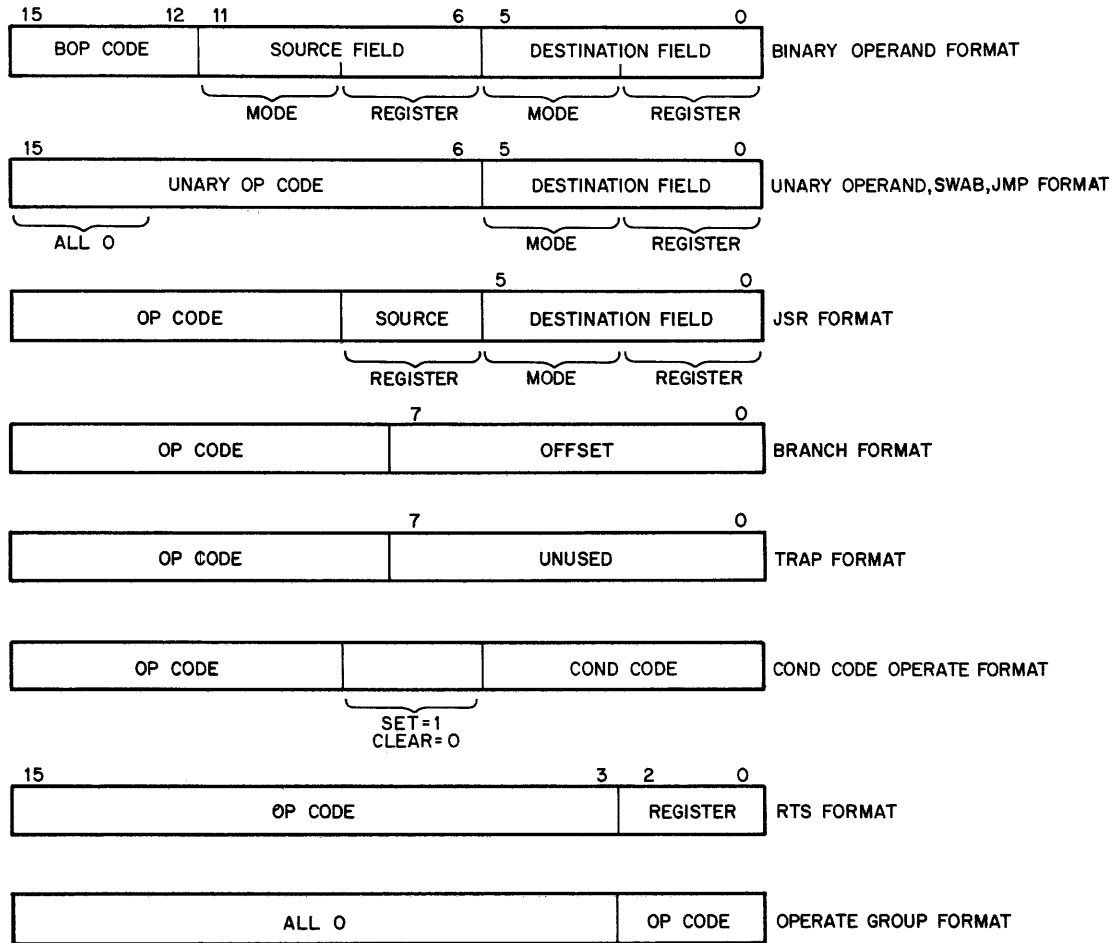 15 12 11 6 5 0
BOP CODE SOURCE FIELD DESTINATION FIELD BINARY OPERAND FORMAT
MODE REGISTER MODE REGISTER
15 6 5 0
UNARY OP CODE DESTINATION FIELD UNARY OPERAND,SWAB,JMP FORMAT
ALL 0 MODE REGISTER
5 0
OP CODE SOURCE DESTINATION FIELD JSR FORMAT
REGISTER MODE REGISTER
7 0
OP CODE OFFSET BRANCH FORMAT
7 0
OP CODE UNUSED TRAP FORMAT
OP CODE COND CODE COND CODE OPERATE FORMAT
SET=1
CLEAR=0
15 3 2 0
OP CODE REGISTER RTS FORMAT
ALL 0 OP CODE OPERATE GROUP FORMAT